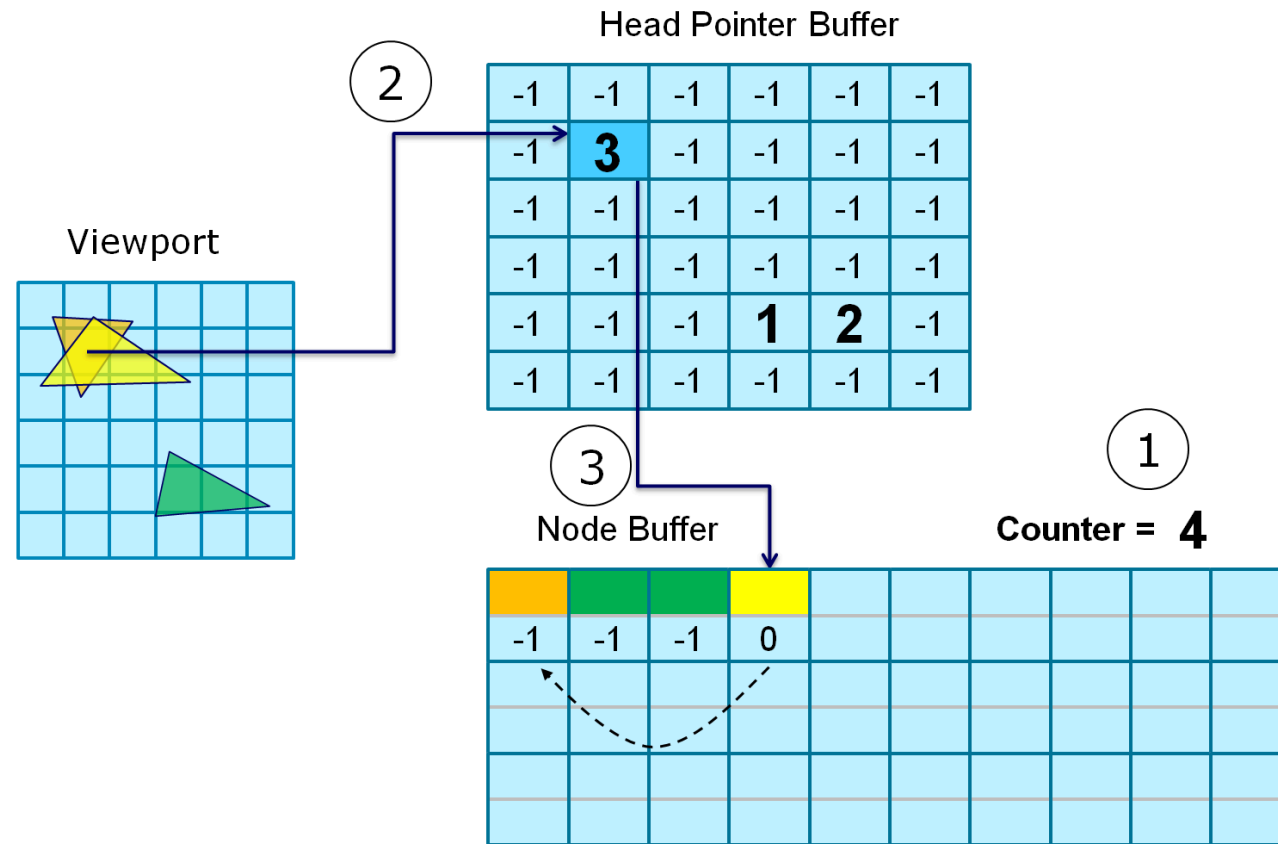 Head Pointer Buffer
2
-1 -1 -1 -1 -1 -1
-1 3 -1 -1 -1 -1
-1 -1 -1 -1 -1 -1
Viewport
-1 -1 -1 -1 -1 -1
-1 -1 -1 1 2 -1
-1 -1 -1 -1 -1 -1
3
1
Node Buffer
Counter = 4
-1 -1 -1 0